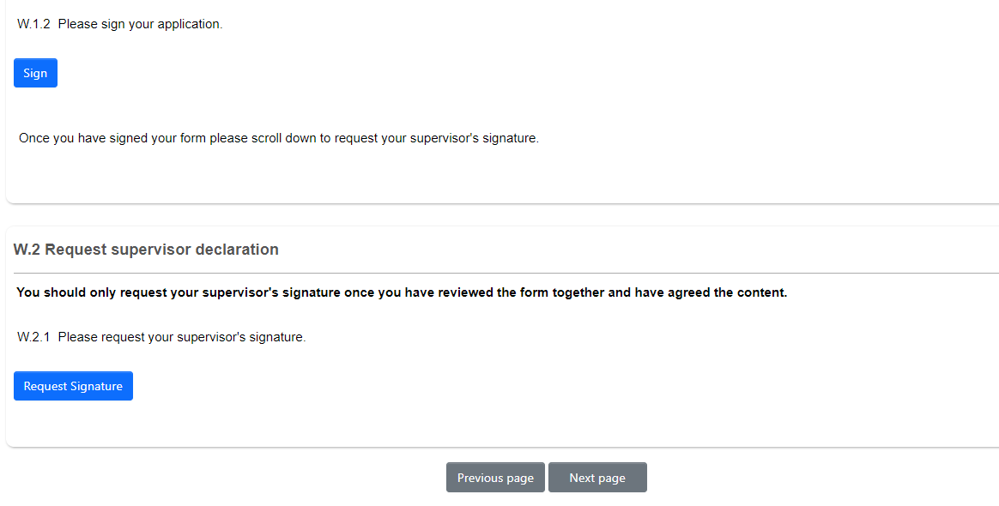 W.1.2 Please sign your application.
Sign
Once you have signed your form please scroll down to request your supervisor's signature.
W.2 Request supervisor declaration
You should only request your supervisor's signature once you have reviewed the form together and have agreed the content.
W.2.1 Please request your supervisor's signature.
Request Signature
Previous page Next page